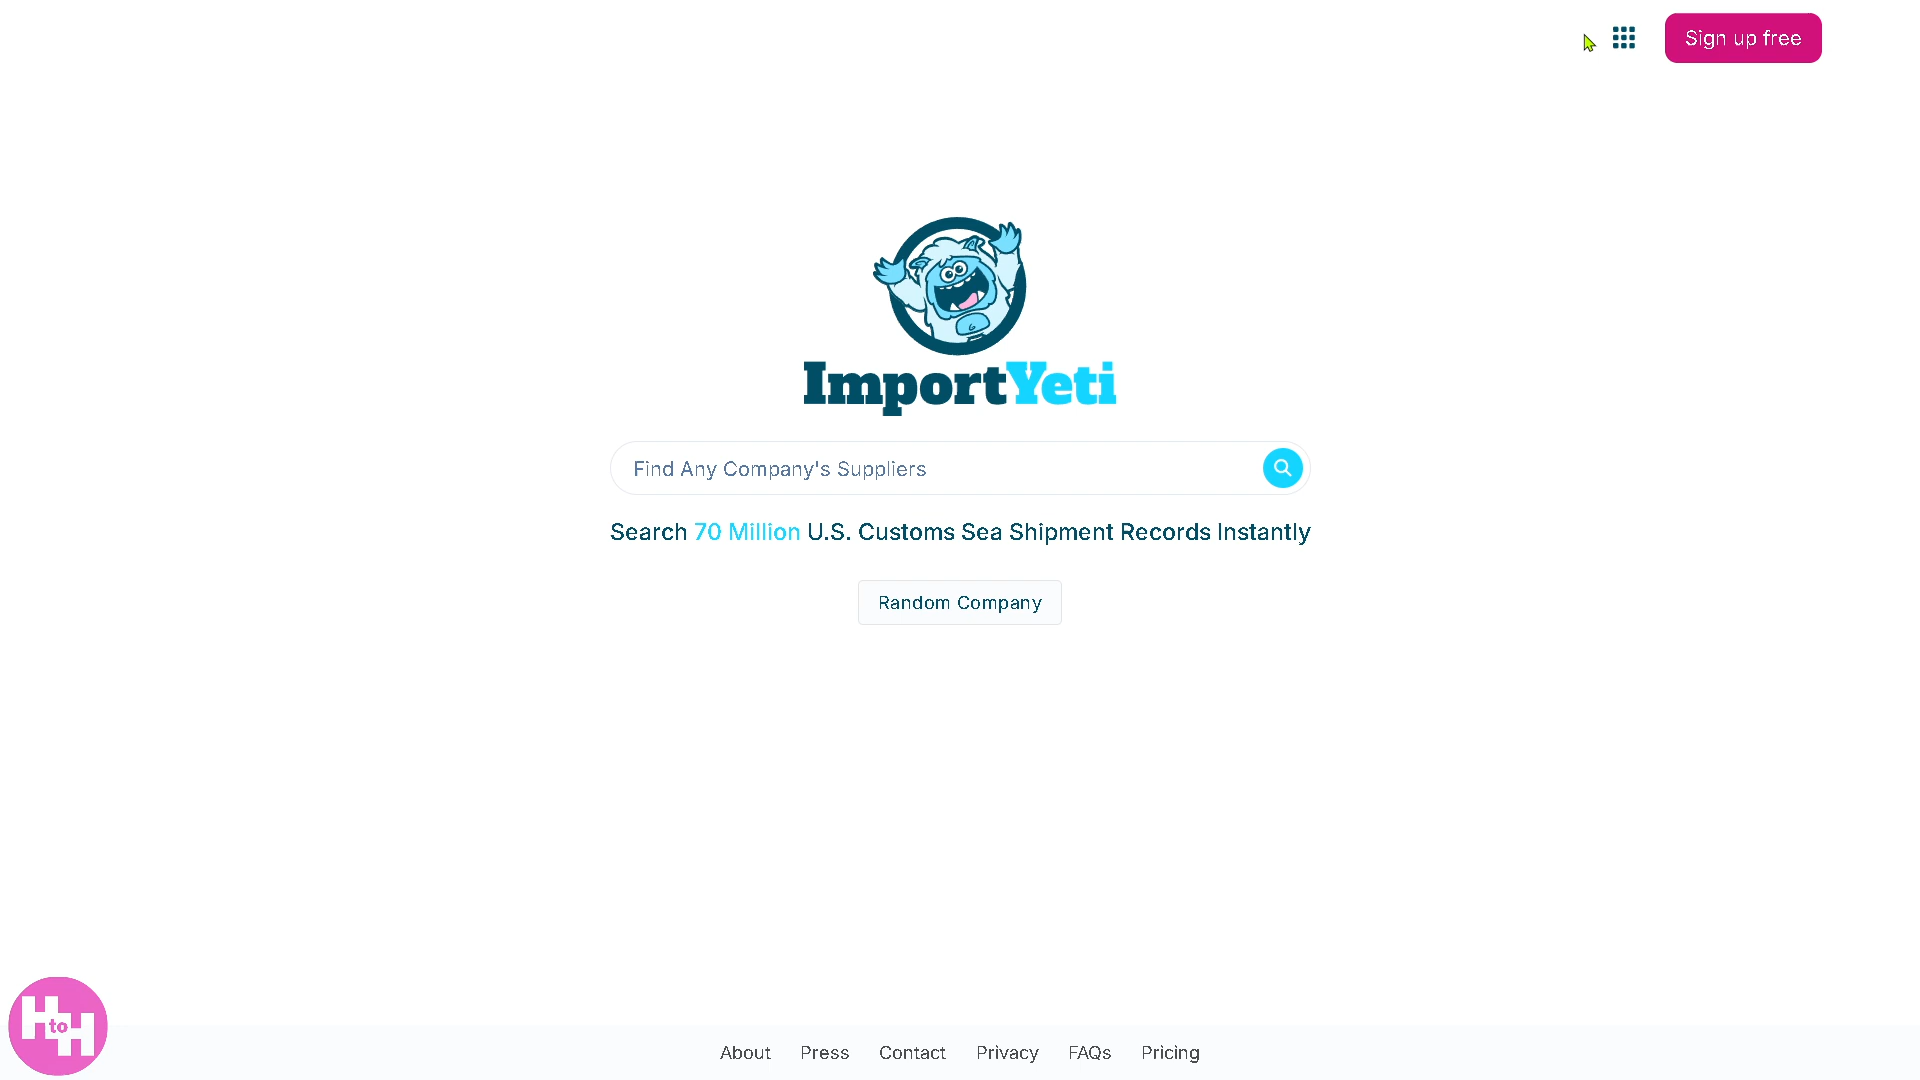 Sign up free
ImportYeti
Find Any Company's Suppliers
Search 70 Million U.S. Customs Sea Shipment Records Instantly
Random Company
H to H
About Press Contact Privacy FAQs Pricing